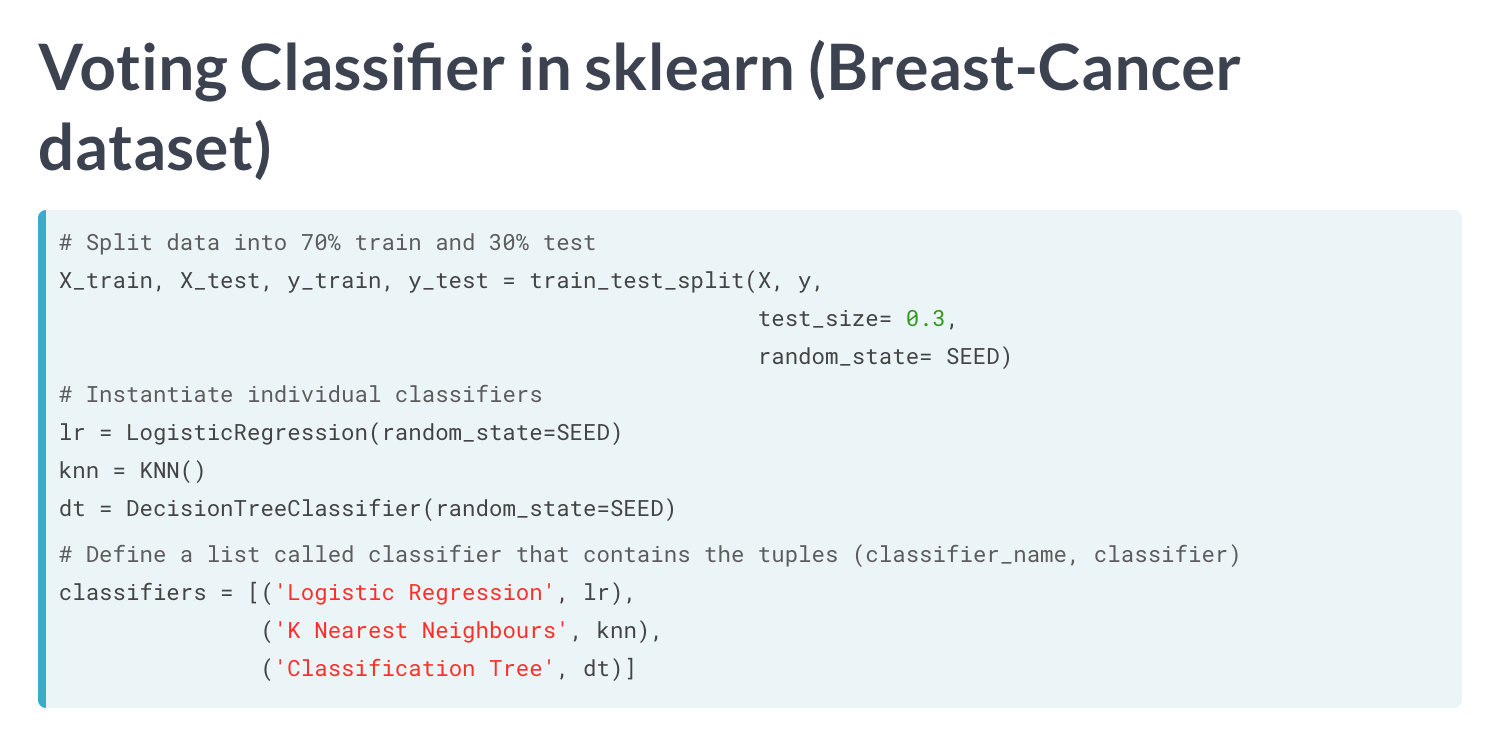 Voting Classifier in sklearn (Breast-Cancer
dataset)
# Split data into 70% train and 30% test
X_train, X_test, y_train, y_test = train_test_split(X, y,
                                                    test_size= 0.3,
                                                    random_state= SEED)
# Instantiate individual classifiers
lr = LogisticRegression(random_state=SEED)
knn = KNN()
dt = DecisionTreeClassifier(random_state=SEED)
# Define a list called classifier that contains the tuples (classifier_name, classifier)
classifiers = [('Logistic Regression', lr),
               ('K Nearest Neighbours', knn),
               ('Classification Tree', dt)]